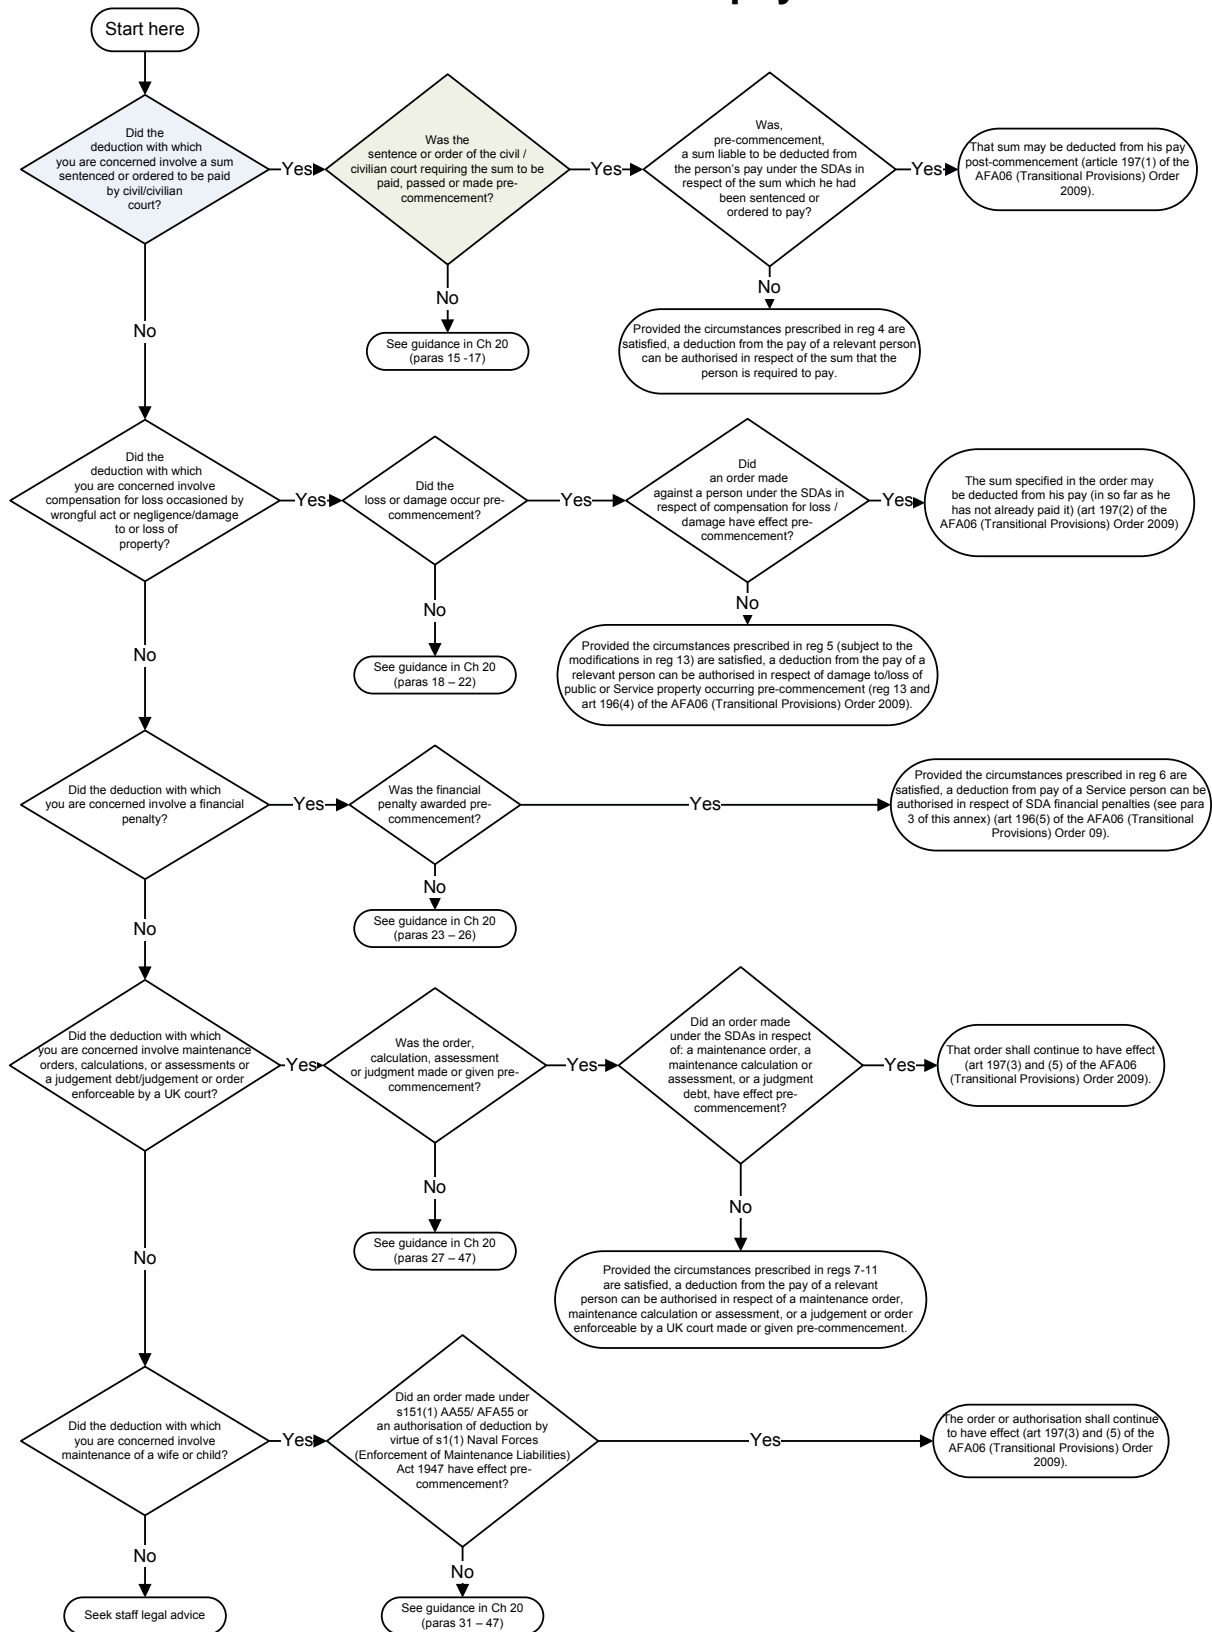 Start here
Did the
deduction with which
you are concerned involve a sum
sentenced or ordered to be paid
by civil/civilian
court?
Yes
Was the
sentence or order of the civil /
civilian court requiring the sum to be
paid, passed or made pre-
commencement?
Yes
Was,
pre-commencement,
a sum liable to be deducted from
the person's pay under the SDAs in
respect of the sum which he had
been sentenced or
ordered to pay?
Yes
That sum may be deducted from his pay
post-commencement (article 197(1) of the
AFA06 (Transitional Provisions) Order
2009).
No
No
No
See guidance in Ch 20
(paras 15 -17)
Provided the circumstances prescribed in reg 4 are
satisfied, a deduction from the pay of a relevant person
can be authorised in respect of the sum that the
person is required to pay.
Did the
deduction with which
you are concerned involve
compensation for loss occasioned by
wrongful act or negligence/damage
to or loss of
property?
Yes
Did the
loss or damage occur pre-
commencement?
Yes
Did
an order made
against a person under the SDAs in
respect of compensation for loss /
damage have effect pre-
commencement?
Yes
The sum specified in the order may
be deducted from his pay (in so far as he
has not already paid it) (art 197(2) of the
AFA06 (Transitional Provisions) Order 2009)
No
No
No
See guidance in Ch 20
(paras 18 – 22)
Provided the circumstances prescribed in reg 5 (subject to the
modifications in reg 13) are satisfied, a deduction from the pay of a
relevant person can be authorised in respect of damage to/loss of
public or Service property occurring pre-commencement (reg 13 and
art 196(4) of the AFA06 (Transitional Provisions) Order 2009).
Did the deduction with which
you are concerned involve a financial
penalty?
Yes
Was the financial
penalty awarded pre-
commencement?
Yes
Provided the circumstances prescribed in reg 6 are
satisfied, a deduction from pay of a Service person can be
authorised in respect of SDA financial penalties (see para
3 of this annex) (art 196(5) of the AFA06 (Transitional
Provisions) Order 09).
No
No
See guidance in Ch 20
(paras 23 – 26)
Did the deduction with which
you are concerned involve maintenance
orders, calculations, or assessments or
a judgement debt/judgement or order
enforceable by a UK court?
Yes
Was the order,
calculation, assessment
or judgment made or given pre-
commencement?
Yes
Did an order made
under the SDAs in respect
of: a maintenance order, a
maintenance calculation or
assessment, or a judgment
debt, have effect pre-
commencement?
Yes
That order shall continue to have effect
(art 197(3) and (5) of the AFA06
(Transitional Provisions) Order 2009).
No
No
No
See guidance in Ch 20
(paras 27 – 47)
Provided the circumstances prescribed in regs 7-11
are satisfied, a deduction from the pay of a relevant
person can be authorised in respect of a maintenance order,
maintenance calculation or assessment, or a judgement or order
enforceable by a UK court made or given pre-commencement.
Did the deduction with which
you are concerned involve
maintenance of a wife or child?
Yes
Did an order made under
s151(1) AA55/ AFA55 or
an authorisation of deduction by
virtue of s1(1) Naval Forces
(Enforcement of Maintenance Liabilities)
Act 1947 have effect pre-
commencement?
Yes
The order or authorisation shall continue
to have effect (art 197(3) and (5) of the
AFA06 (Transitional Provisions) Order
2009).
No
No
Seek staff legal advice
See guidance in Ch 20
(paras 31 – 47)